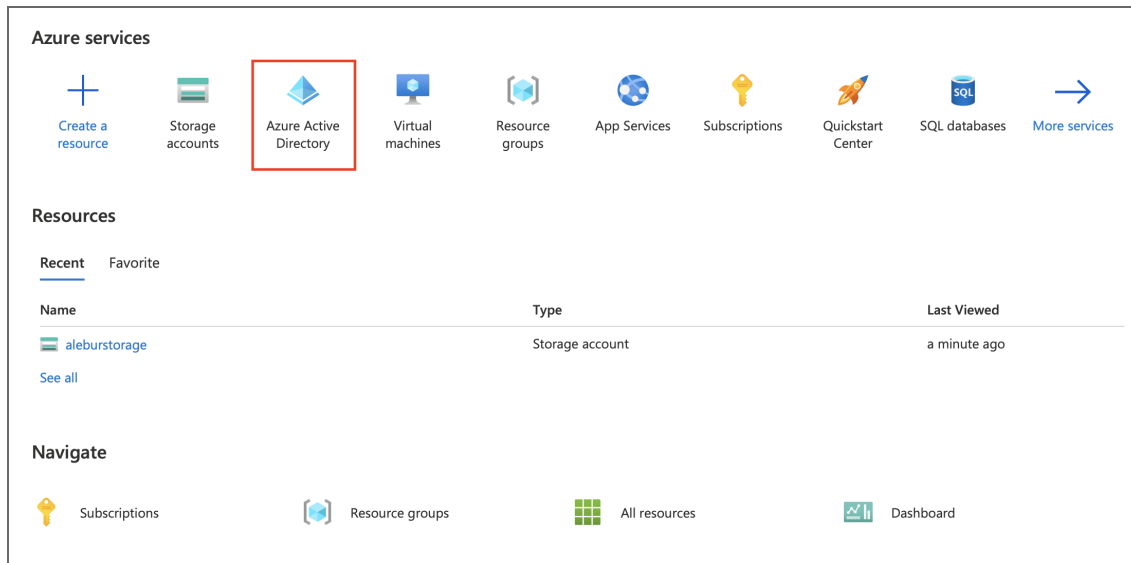 Azure services
Create a
resource
Storage
accounts
Azure Active
Directory
Virtual
machines
Resource
groups
App Services
Subscriptions
Quickstart
Center
SQL
SQL databases
More services
Resources
Recent Favorite
Name Type Last Viewed
aleburstorage Storage account a minute ago
See all
Navigate
Subscriptions Resource groups All resources Dashboard